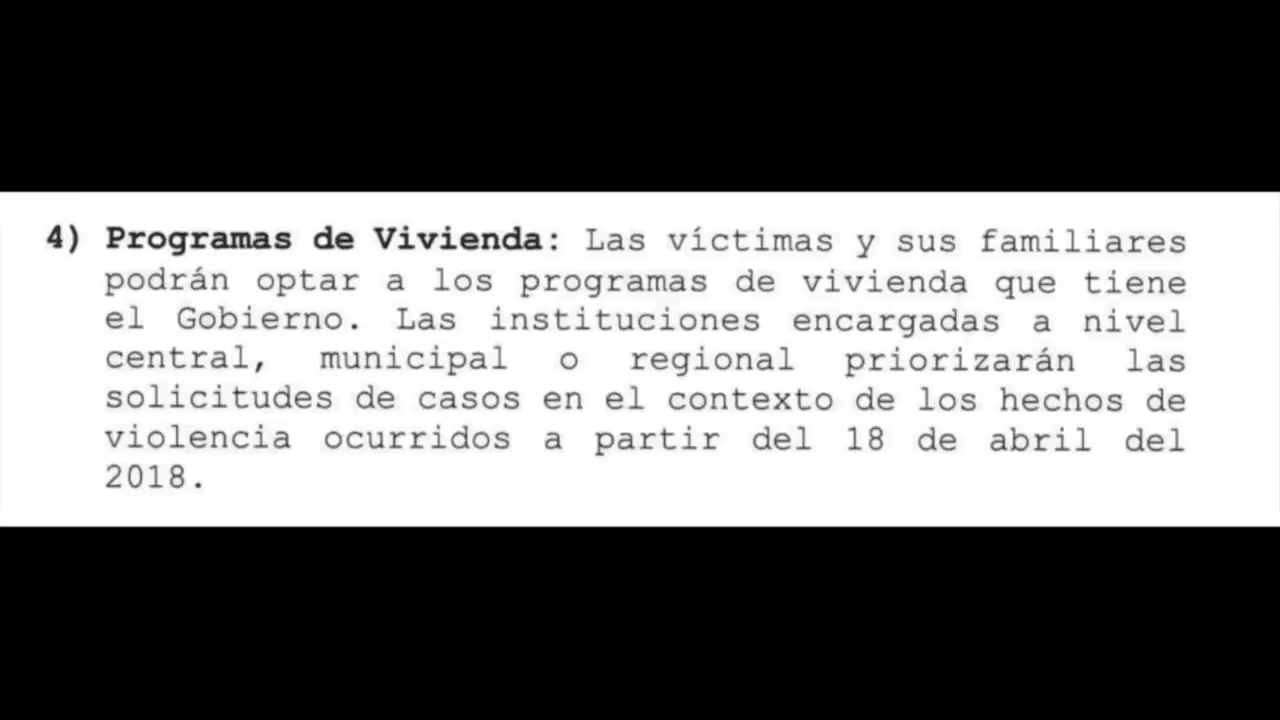 4) Programas de Vivienda: Las víctimas y sus familiares
podrán optar a los programas de vivienda que tiene
el Gobierno. Las instituciones encargadas a nivel
central, municipal o regional priorizarán las
solicitudes de casos en el contexto de los hechos de
violencia ocurridos a partir del 18 de abril del
2018.